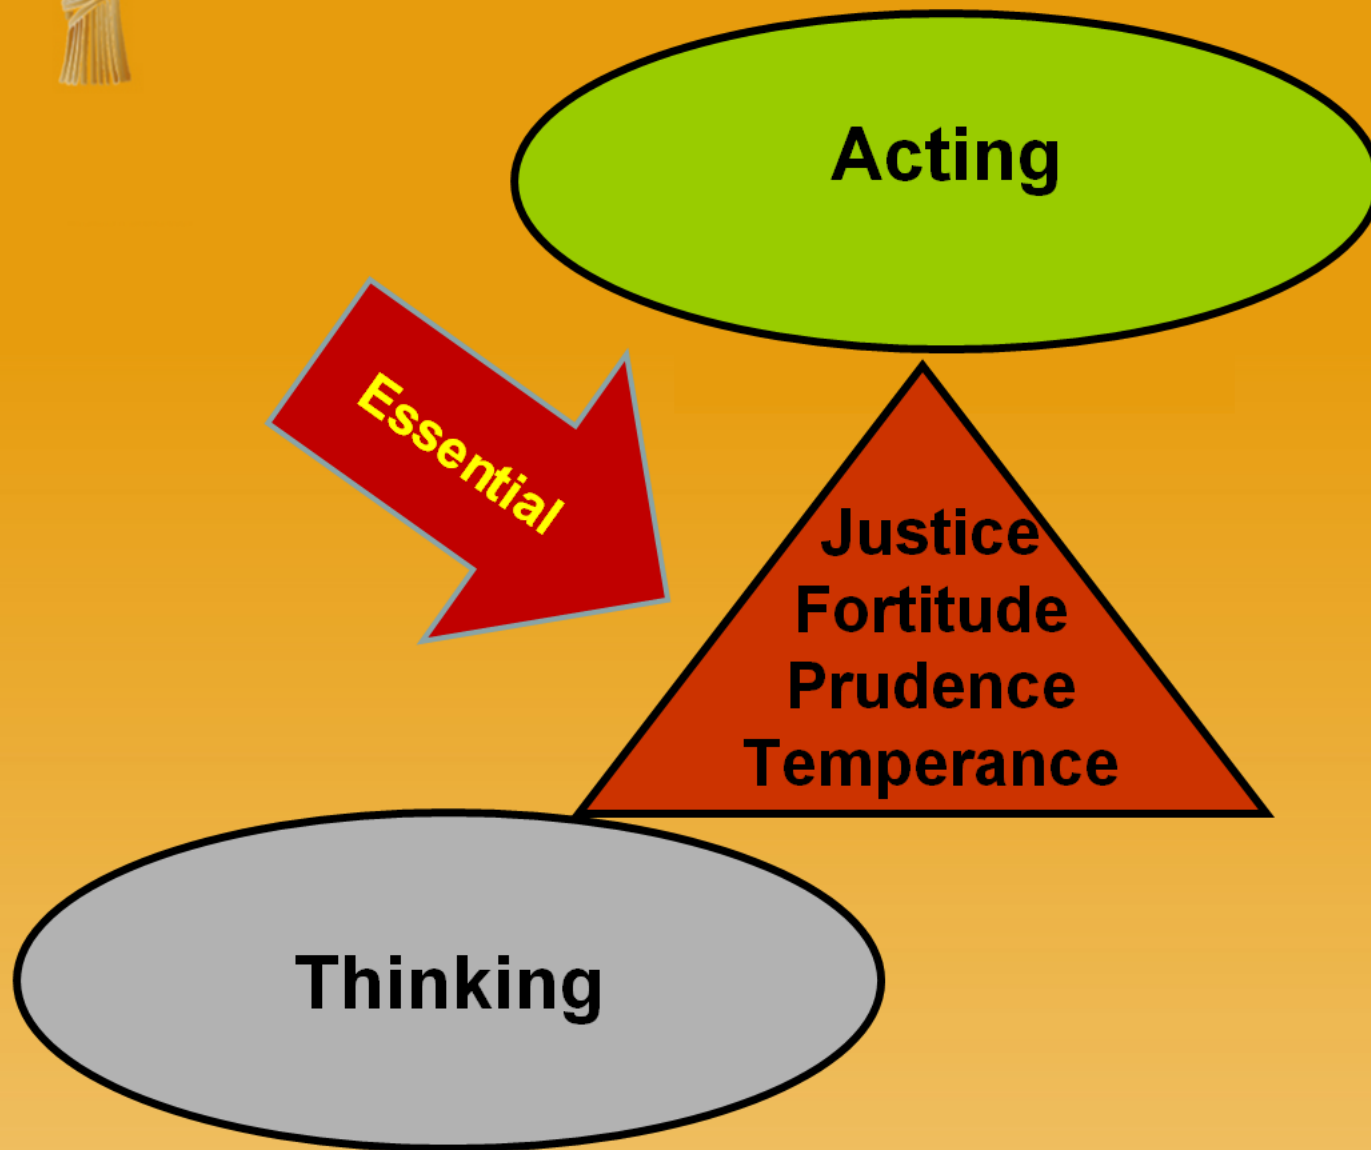 Acting
Essential
Justice
Fortitude
Prudence
Temperance
Thinking